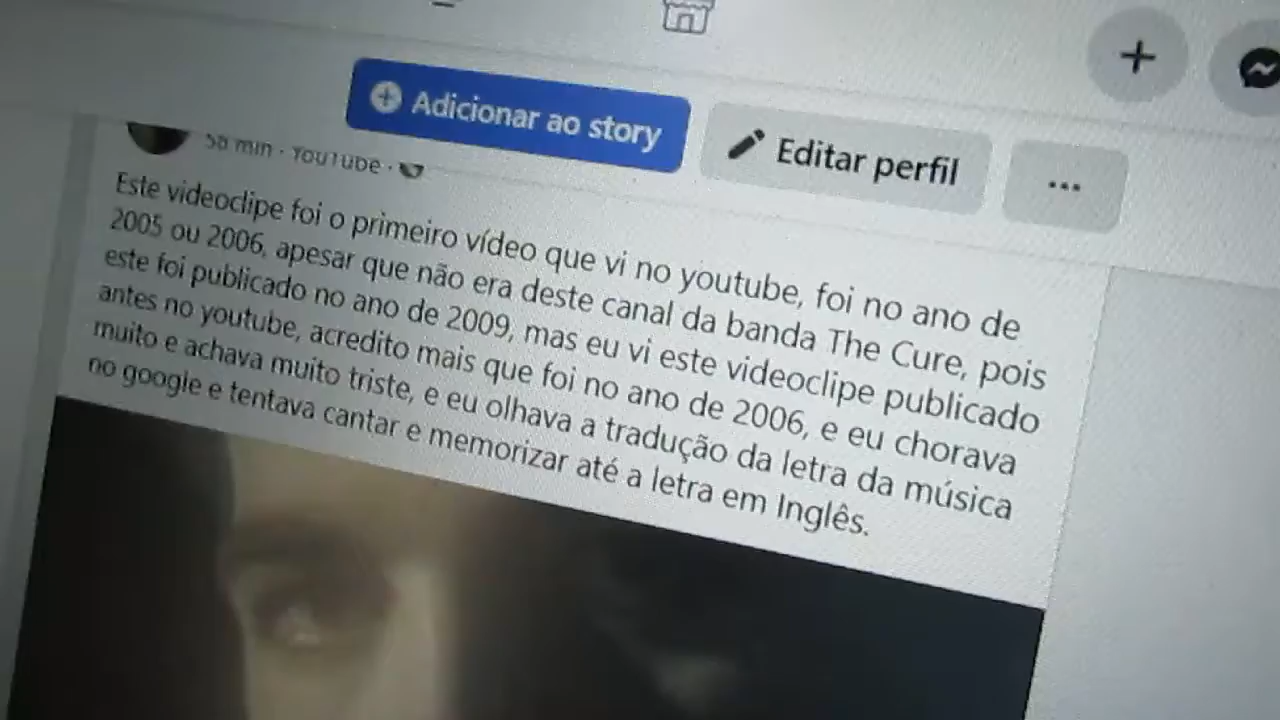 Adicionar ao story
Editar perfil
58 min · YouTube ·
Este videoclipe foi o primeiro vídeo que vi no youtube, foi no ano de
2005 ou 2006, apesar que não era deste canal da banda The Cure, pois
este foi publicado no ano de 2009, mas eu vi este videoclipe publicado
antes no youtube, acredito mais que foi no ano de 2006, e eu chorava
muito e achava muito triste, e eu olhava a tradução da letra da música
no google e tentava cantar e memorizar até a letra em Inglês.